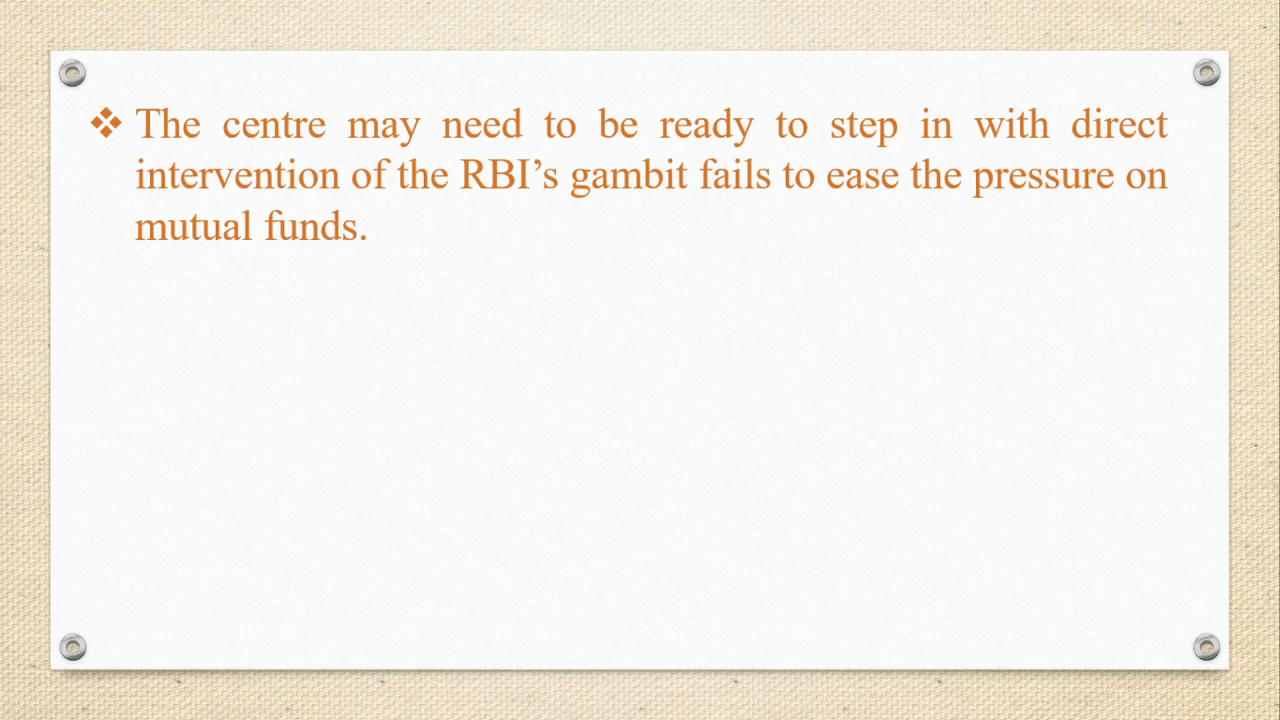 ❖ The centre may need to be ready to step in with direct
intervention of the RBI’s gambit fails to ease the pressure on
mutual funds.